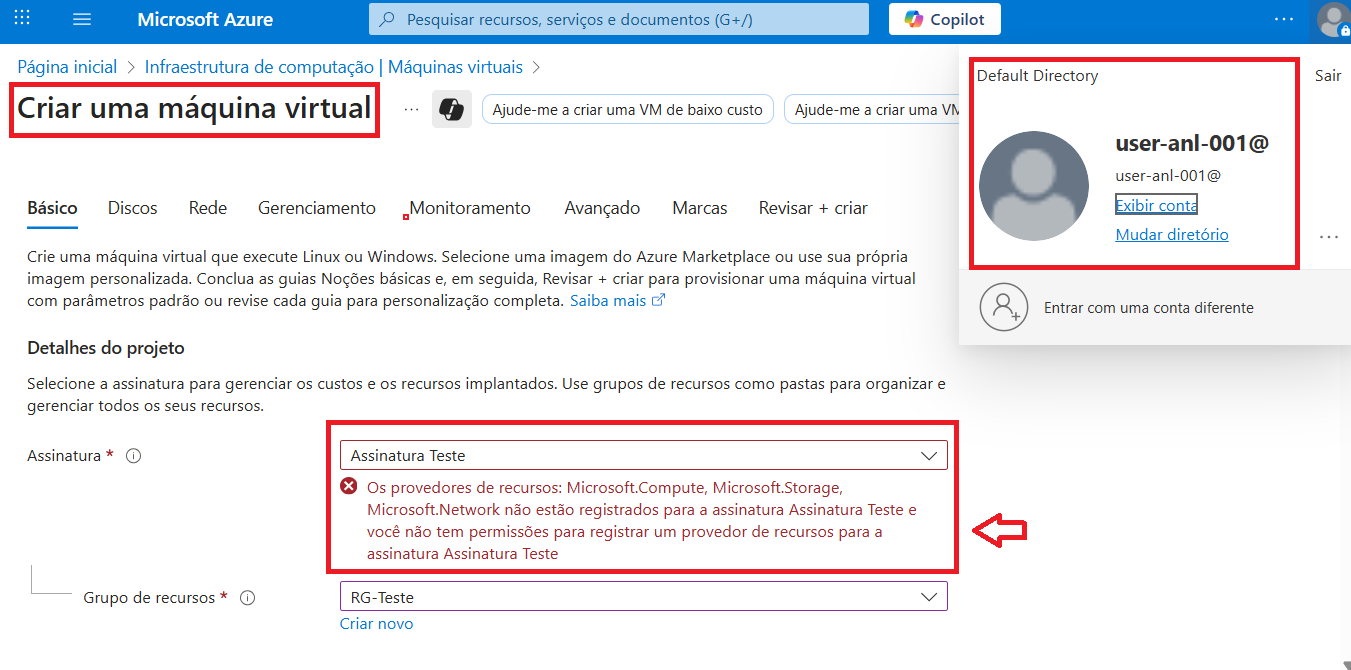 Microsoft Azure
Pesquisar recursos, serviços e documentos (G+/)
Copilot
Página inicial > Infraestrutura de computação | Máquinas virtuais >
Criar uma máquina virtual
Ajude-me a criar uma VM de baixo custo
Ajude-me a criar uma VM
Default Directory
Sair
user-anl-001@
user-anl-001@
Exibir conta
Mudar diretório
Entrar com uma conta diferente
Básico Discos Rede Gerenciamento Monitoramento Avançado Marcas Revisar + criar
Crie uma máquina virtual que execute Linux ou Windows. Selecione uma imagem do Azure Marketplace ou use sua própria
imagem personalizada. Conclua as guias Noções básicas e, em seguida, Revisar + criar para provisionar uma máquina virtual
com parâmetros padrão ou revise cada guia para personalização completa. Saiba mais
Detalhes do projeto
Selecione a assinatura para gerenciar os custos e os recursos implantados. Use grupos de recursos como pastas para organizar e
gerenciar todos os seus recursos.
Assinatura *
Assinatura Teste
Os provedores de recursos: Microsoft.Compute, Microsoft.Storage,
Microsoft.Network não estão registrados para a assinatura Assinatura Teste e
você não tem permissões para registrar um provedor de recursos para a
assinatura Assinatura Teste
Grupo de recursos *
RG-Teste
Criar novo